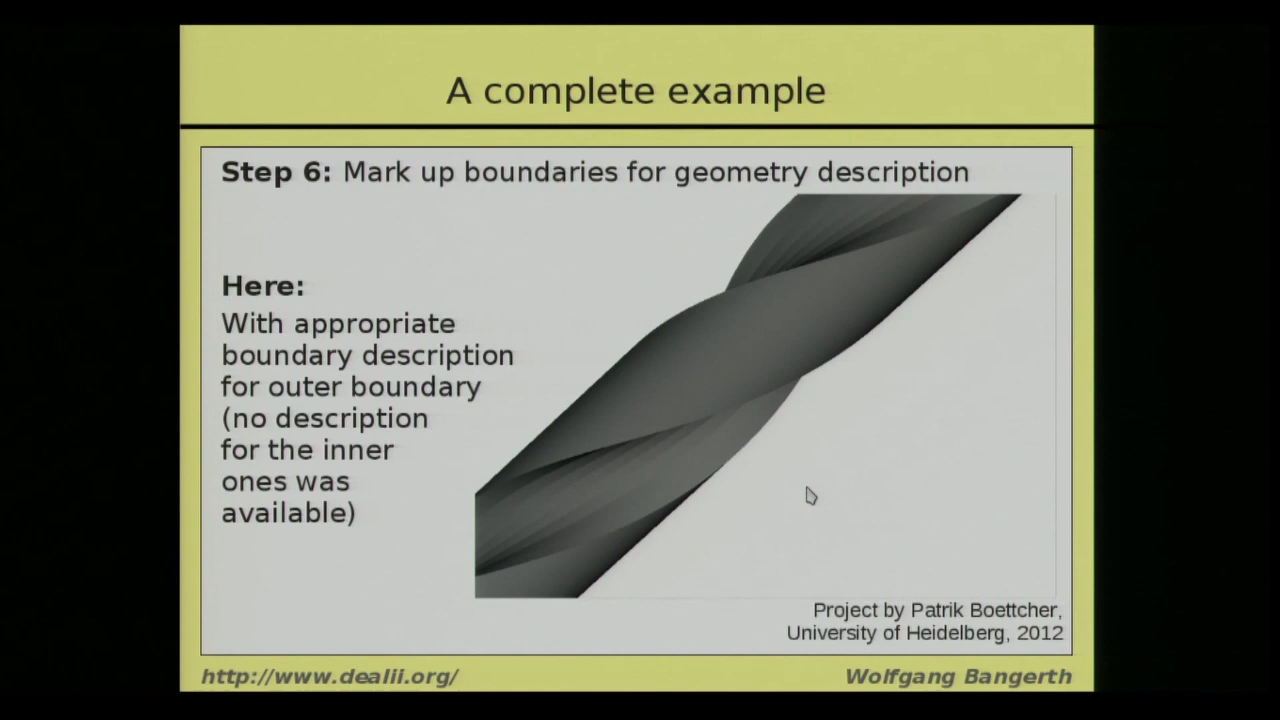 A complete example
Step 6: Mark up boundaries for geometry description
Here:
With appropriate
boundary description
for outer boundary
(no description
for the inner
ones was
available)
Project by Patrik Boettcher,
University of Heidelberg, 2012
http://www.dealii.org/
Wolfgang Bangerth